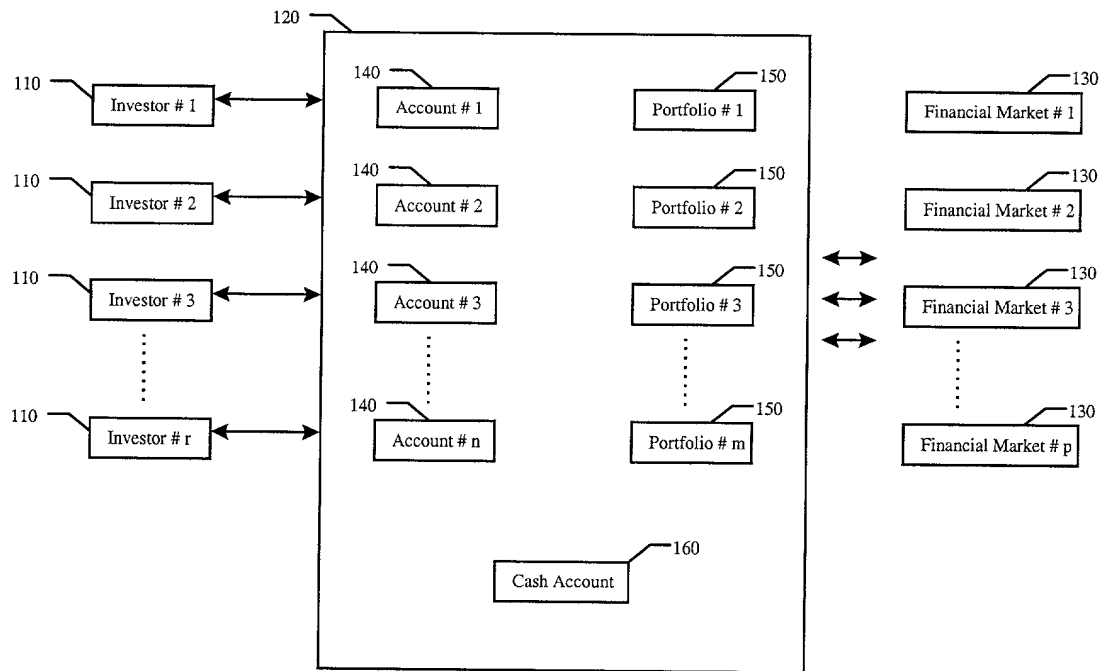 120
110 140 150 130
Investor # 1 Account # 1 Portfolio # 1 Financial Market # 1
110 140 150 130
Investor # 2 Account # 2 Portfolio # 2 Financial Market # 2
110 140 150 130
Investor # 3 Account # 3 Portfolio # 3 Financial Market # 3
110 140 150 130
Investor # r Account # n Portfolio # m Financial Market # p
160
Cash Account